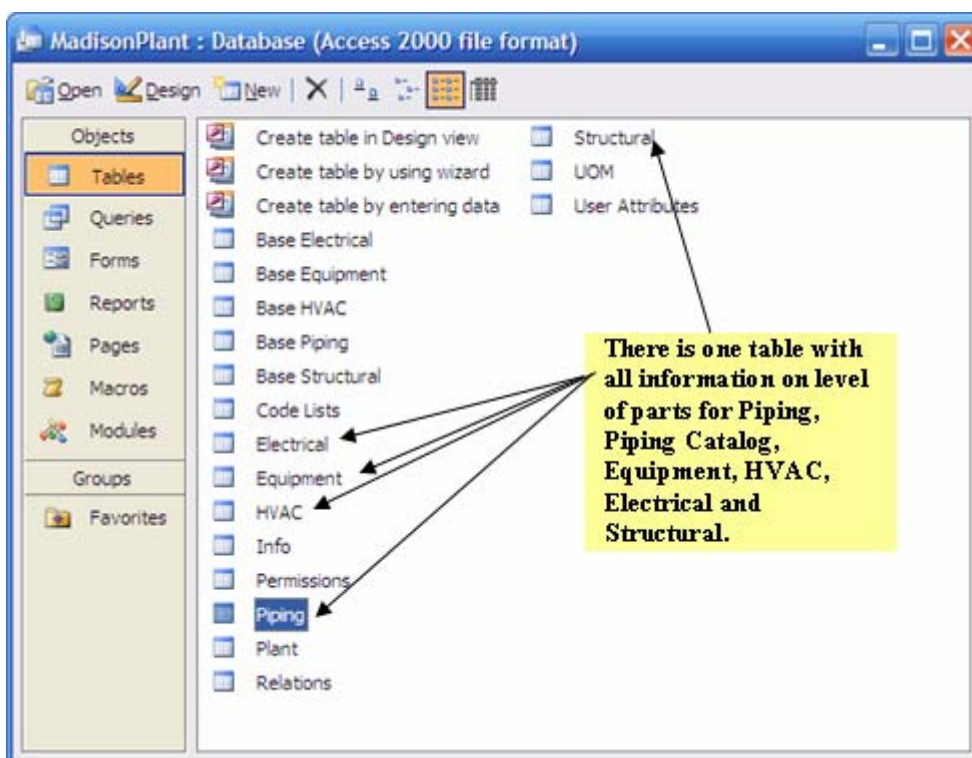 MadisonPlant : Database (Access 2000 file format)
Open Design New
Objects
Tables
Queries
Forms
Reports
Pages
Macros
Modules
Groups
Favorites
Create table in Design view
Create table by using wizard
Create table by entering data
Base Electrical
Base Equipment
Base HVAC
Base Piping
Base Structural
Code Lists
Electrical
Equipment
HVAC
Info
Permissions
Piping
Plant
Relations
Structural
UOM
User Attributes
There is one table with
all information on level
of parts for Piping,
Piping Catalog,
Equipment, HVAC,
Electrical and
Structural.